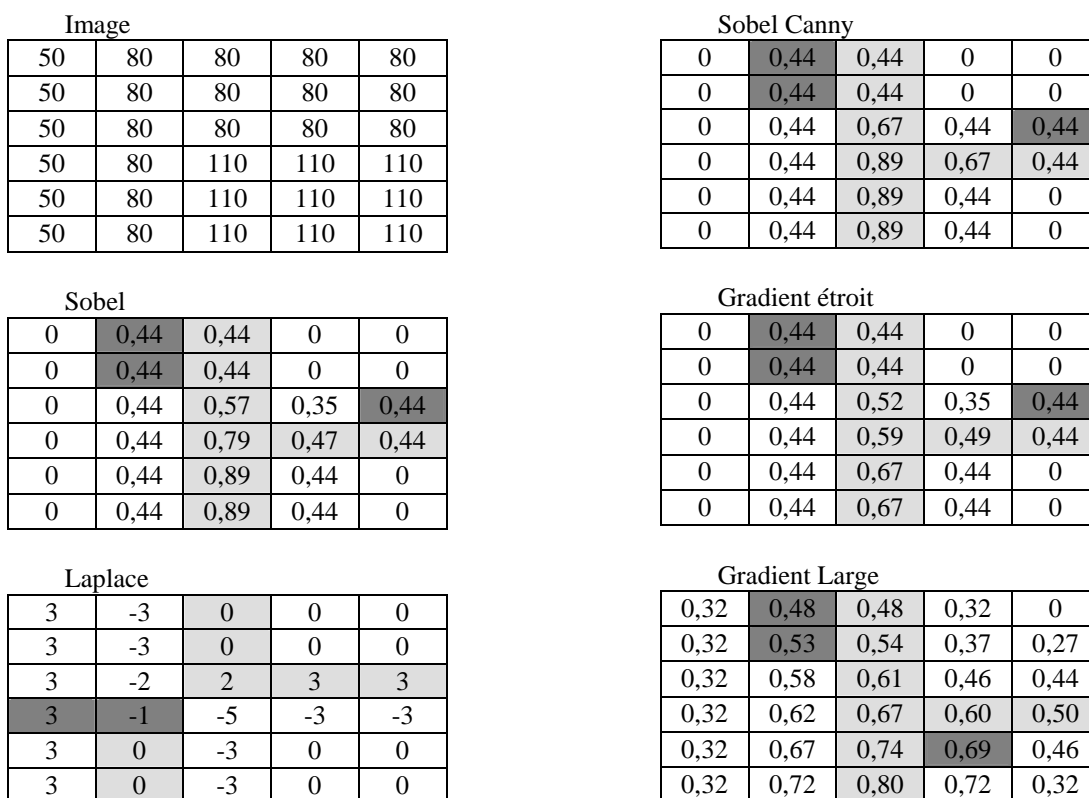 Image
50 80 80 80 80
50 80 80 80 80
50 80 80 80 80
50 80 110 110 110
50 80 110 110 110
50 80 110 110 110
Sobel Canny
0 0,44 0,44 0 0
0 0,44 0,44 0 0
0 0,44 0,67 0,44 0,44
0 0,44 0,89 0,67 0,44
0 0,44 0,89 0,44 0
0 0,44 0,89 0,44 0
Sobel
0 0,44 0,44 0 0
0 0,44 0,44 0 0
0 0,44 0,57 0,35 0,44
0 0,44 0,79 0,47 0,44
0 0,44 0,89 0,44 0
0 0,44 0,89 0,44 0
Gradient étroit
0 0,44 0,44 0 0
0 0,44 0,44 0 0
0 0,44 0,52 0,35 0,44
0 0,44 0,59 0,49 0,44
0 0,44 0,67 0,44 0
0 0,44 0,67 0,44 0
Laplace
3 -3 0 0 0
3 -3 0 0 0
3 -2 2 3 3
3 -1 -5 -3 -3
3 0 -3 0 0
3 0 -3 0 0
Gradient Large
0,32 0,48 0,48 0,32 0
0,32 0,53 0,54 0,37 0,27
0,32 0,58 0,61 0,46 0,44
0,32 0,62 0,67 0,60 0,50
0,32 0,67 0,74 0,69 0,46
0,32 0,72 0,80 0,72 0,32